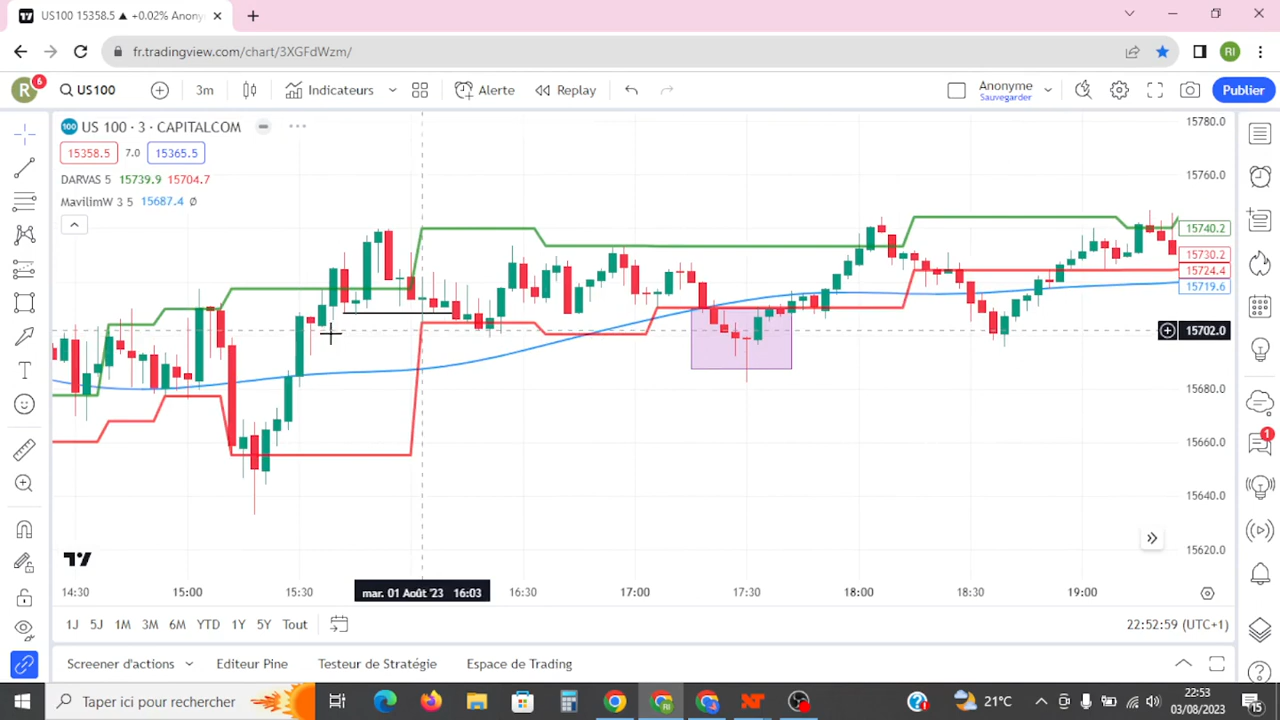 US100 15358.5 ▲ +0.02% Anony
fr.tradingview.com/chart/3XGFdWzm/
RI
R
6
US100
3m
Indicateurs
Alerte
Replay
Anonyme
Sauvegarder
Publier
100 US 100 · 3 · CAPITALCOM
15358.5 7.0 15365.5
DARVAS 5 15739.9 15704.7
MavilimW 3 5 15687.4 Ø
15780.0
15760.0
15740.2
15730.2
15724.4
15719.6
15702.0
15680.0
15660.0
15640.0
15620.0
1
14:30 15:00 15:30 mar. 01 Août '23 16:03 16:30 17:00 17:30 18:00 18:30 19:00
1J 5J 1M 3M 6M YTD 1Y 5Y Tout
22:52:59 (UTC+1)
Screener d'actions Editeur Pine Testeur de Stratégie Espace de Trading
Taper ici pour rechercher
RI
21°C
22:53
03/08/2023
15